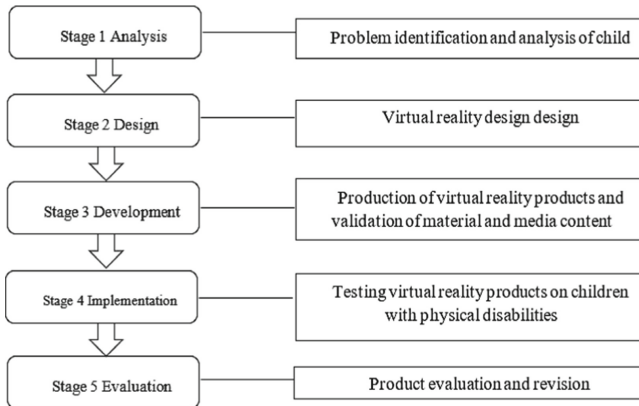 Stage 1 Analysis
Problem identification and analysis of child
Stage 2 Design
Virtual reality design design
Stage 3 Development
Production of virtual reality products and
validation of material and media content
Stage 4 Implementation
Testing virtual reality products on children
with physical disabilities
Stage 5 Evaluation
Product evaluation and revision